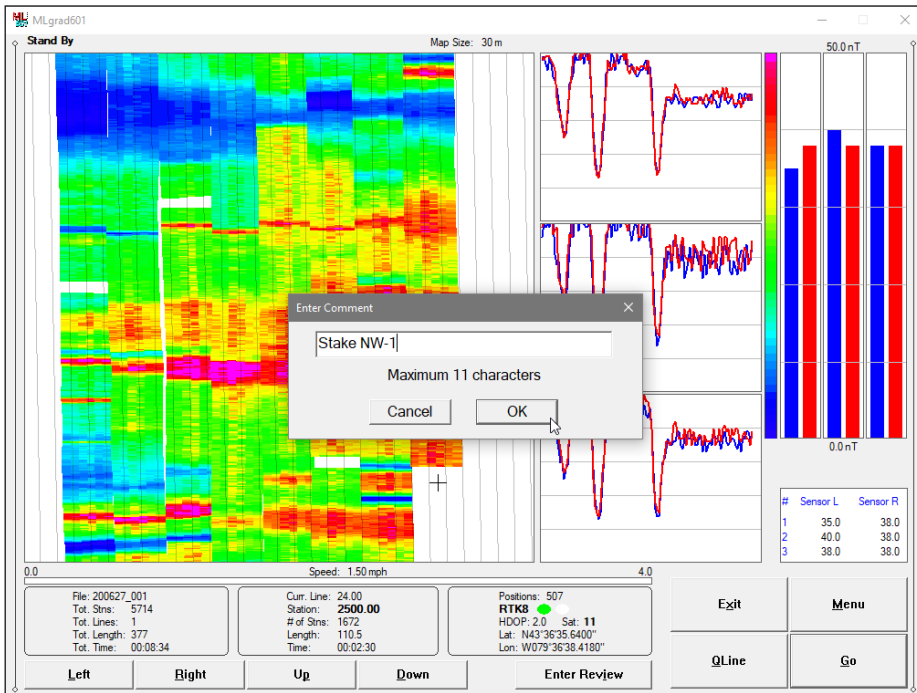 MLgrad601
Stand By
Map Size: 30 m
50.0 nT
Enter Comment
Stake NW-1
Maximum 11 characters
Cancel OK
0.0 nT
# Sensor L Sensor R
1 35.0 38.0
2 40.0 38.0
3 38.0 38.0
0.0 Speed: 1.50 mph 4.0
File: 200627_001
Tot. Stns: 5714
Tot. Lines: 1
Tot. Length: 377
Tot. Time: 00:08:34
Curr. Line: 24.00
Station: 2500.00
# of Stns: 1672
Length: 110.5
Time: 00:02:30
Positions: 507
RTK8
HDOP: 2.0 Sat: 11
Lat: N43°36'35.6400"
Lon: W079°36'38.4180"
Exit Menu
QLine Go
Left Right Up Down Enter Review